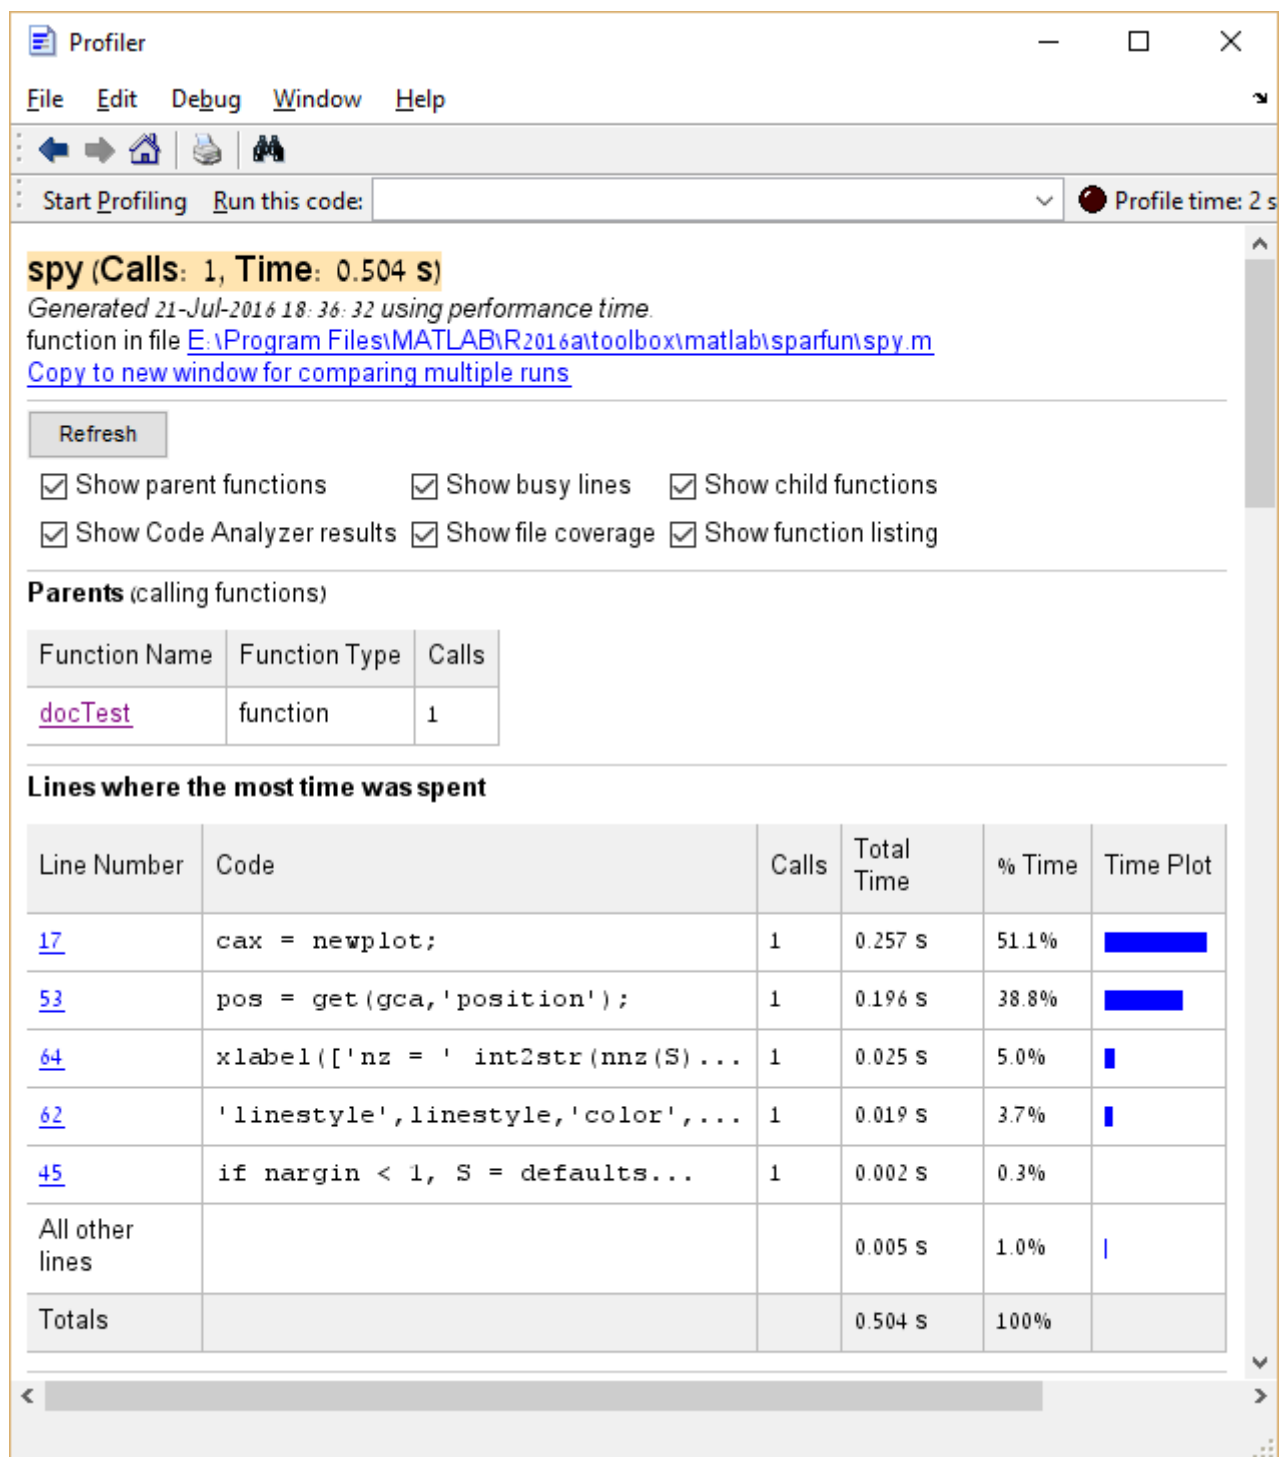 Profiler
File Edit Debug Window Help
Start Profiling Run this code: Profile time: 2 s
spy (Calls: 1, Time: 0.504 s)
Generated 21-Jul-2016 18:36:32 using performance time.
function in file E:\Program Files\MATLAB\R2016a\toolbox\matlab\sparfun\spy.m
Copy to new window for comparing multiple runs
Refresh
Show parent functions Show busy lines Show child functions
Show Code Analyzer results Show file coverage Show function listing
Parents (calling functions)
Function Name Function Type Calls
docTest function 1
Lines where the most time was spent
Line Number Code Calls Total Time % Time Time Plot
17 cax = newplot; 1 0.257 s 51.1%
53 pos = get(gca,'position'); 1 0.196 s 38.8%
64 xlabel(['nz = ' int2str(nnz(S)... 1 0.025 s 5.0%
62 'linestyle',linestyle,'color',... 1 0.019 s 3.7%
45 if nargin < 1, S = defaults... 1 0.002 s 0.3%
All other lines 0.005 s 1.0%
Totals 0.504 s 100%